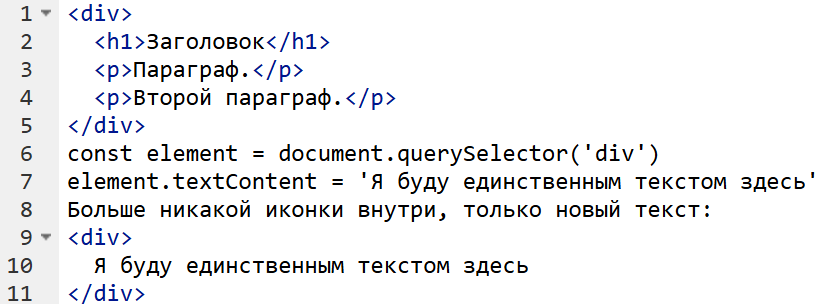 1 <div>
2 <h1>Заголовок</h1>
3 <p>Параграф.</p>
4 <p>Второй параграф.</p>
5 </div>
6 const element = document.querySelector('div')
7 element.textContent = 'Я буду единственным текстом здесь'
8 Больше никакой иконки внутри, только новый текст:
9 <div>
10 Я буду единственным текстом здесь
11 </div>